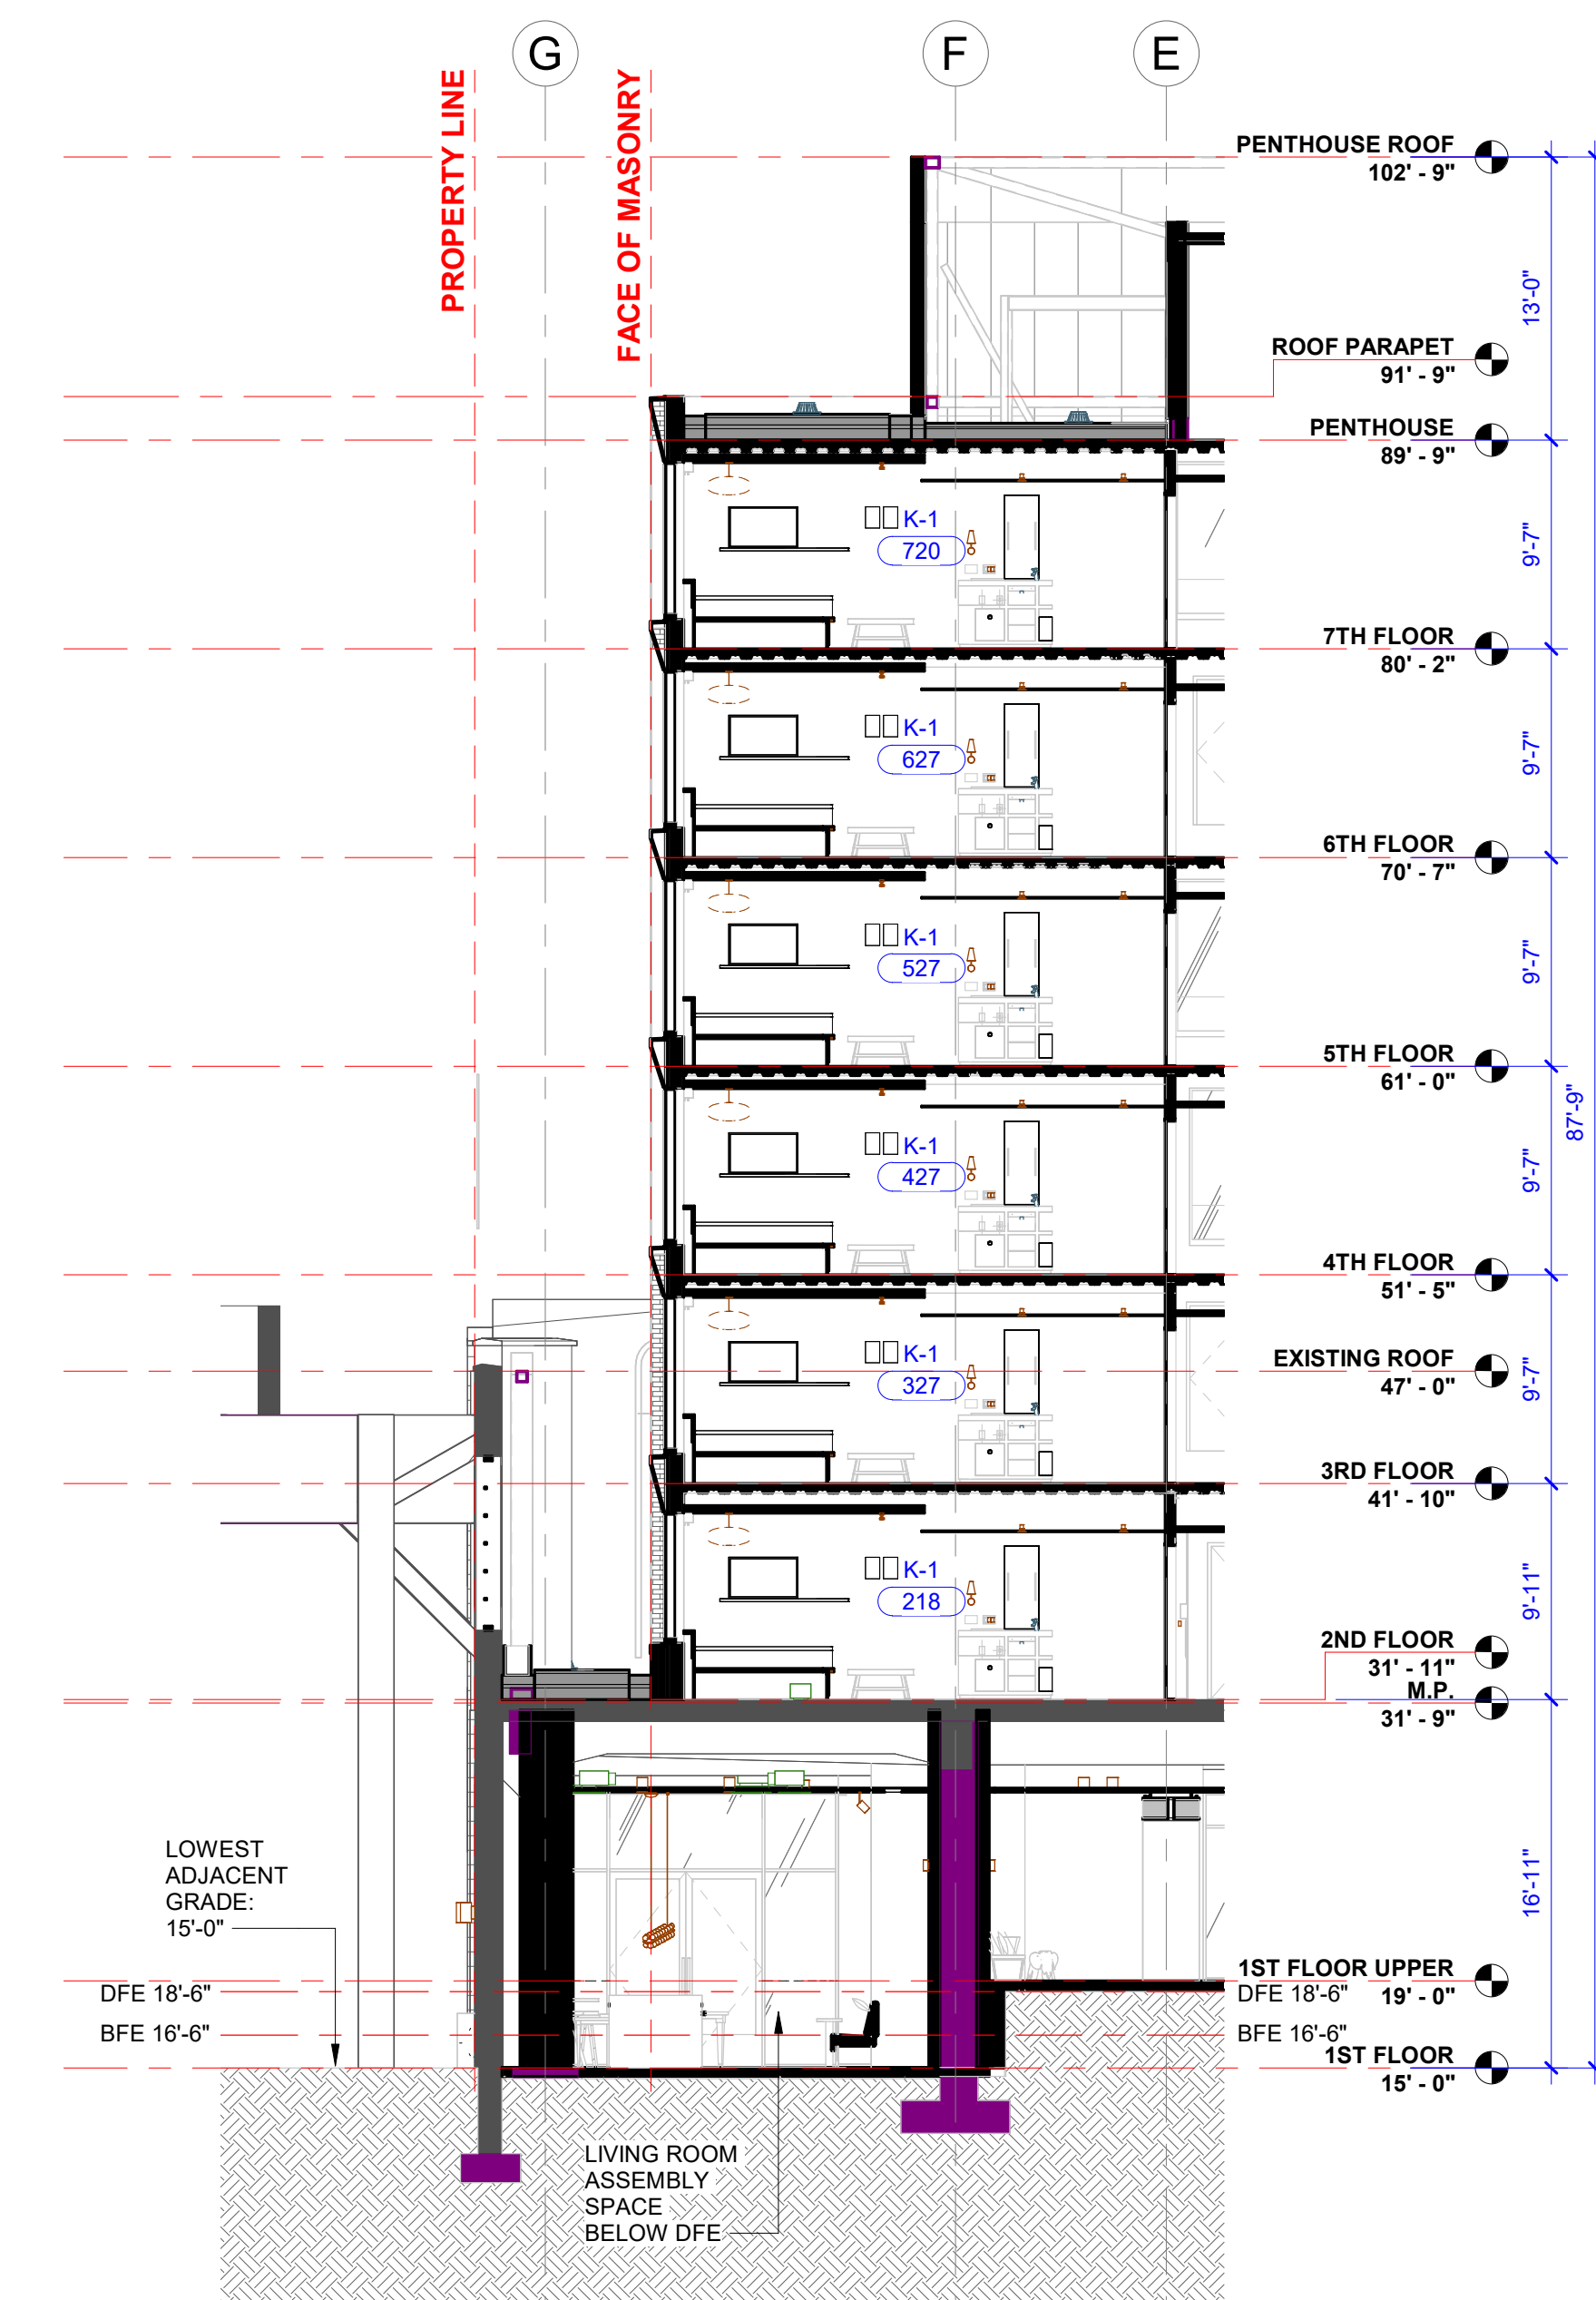 G
F
E
PROPERTY LINE
FACE OF MASONRY
PENTHOUSE ROOF
102' - 9"
13'-0"
ROOF PARAPET
91' - 9"
PENTHOUSE
89' - 9"
K-1
720
9'-7"
7TH FLOOR
80' - 2"
K-1
627
9'-7"
6TH FLOOR
70' - 7"
K-1
527
9'-7"
5TH FLOOR
61' - 0"
87'-9"
K-1
427
9'-7"
4TH FLOOR
51' - 5"
K-1
327
EXISTING ROOF
47' - 0"
9'-7"
3RD FLOOR
41' - 10"
K-1
218
9'-11"
2ND FLOOR
31' - 11"
M.P.
31' - 9"
16'-11"
LOWEST
ADJACENT
GRADE:
15'-0"
1ST FLOOR UPPER
19' - 0"
DFE 18'-6"
DFE 18'-6"
BFE 16'-6"
BFE 16'-6"
1ST FLOOR
15' - 0"
LIVING ROOM
ASSEMBLY
SPACE
BELOW DFE